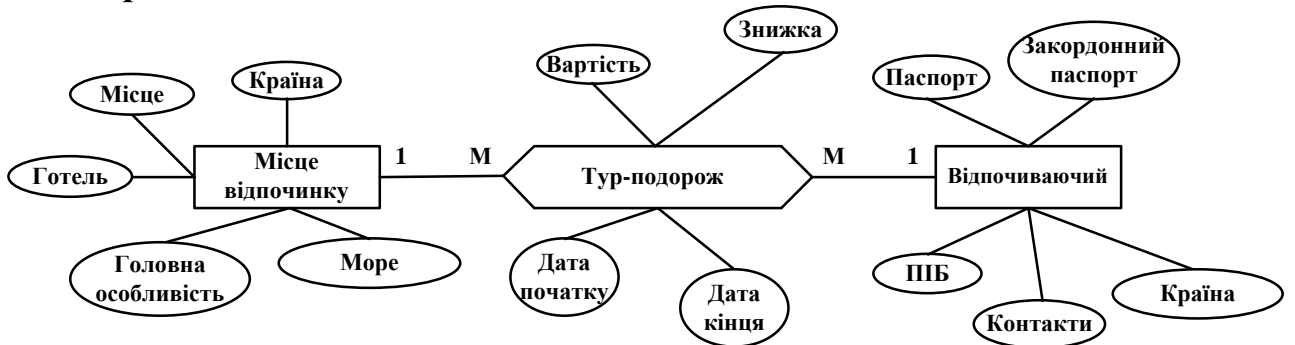 Знижка
Вартість
Закордонний
паспорт
Паспорт
Країна
Місце
Готель
Місце
відпочинку
1
М
Тур-подорож
М
1
Відпочиваючий
Головна
особливість
Море
Дата
початку
Дата
кінця
ПІБ
Контакти
Країна